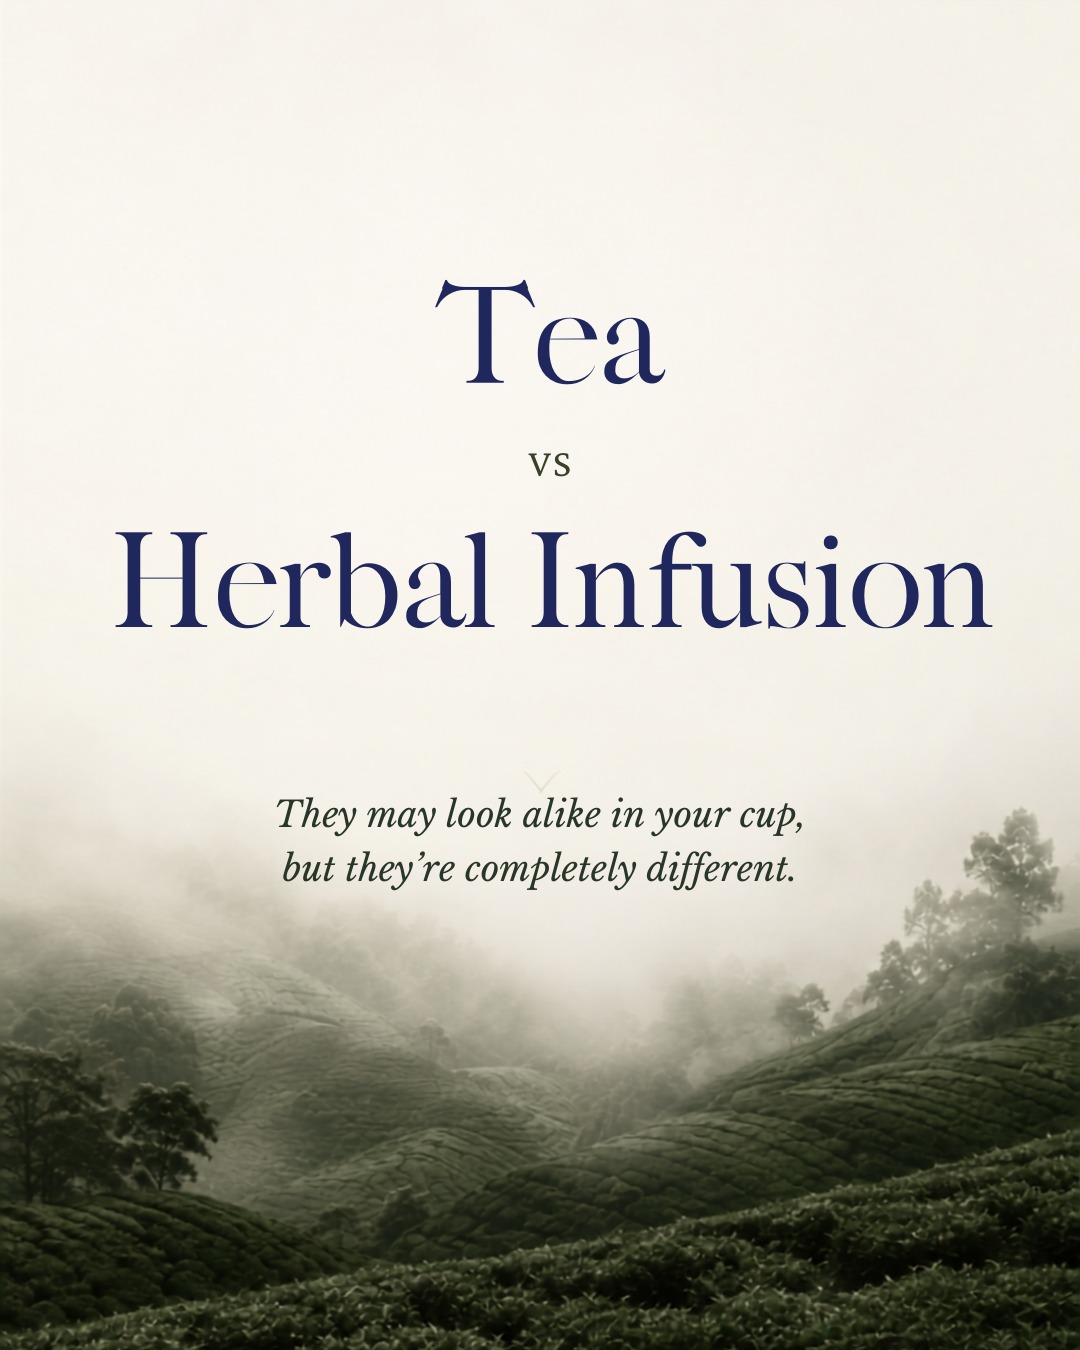 Tea
vs
Herbal Infusion
They may look alike in your cup,
but they’re completely different.